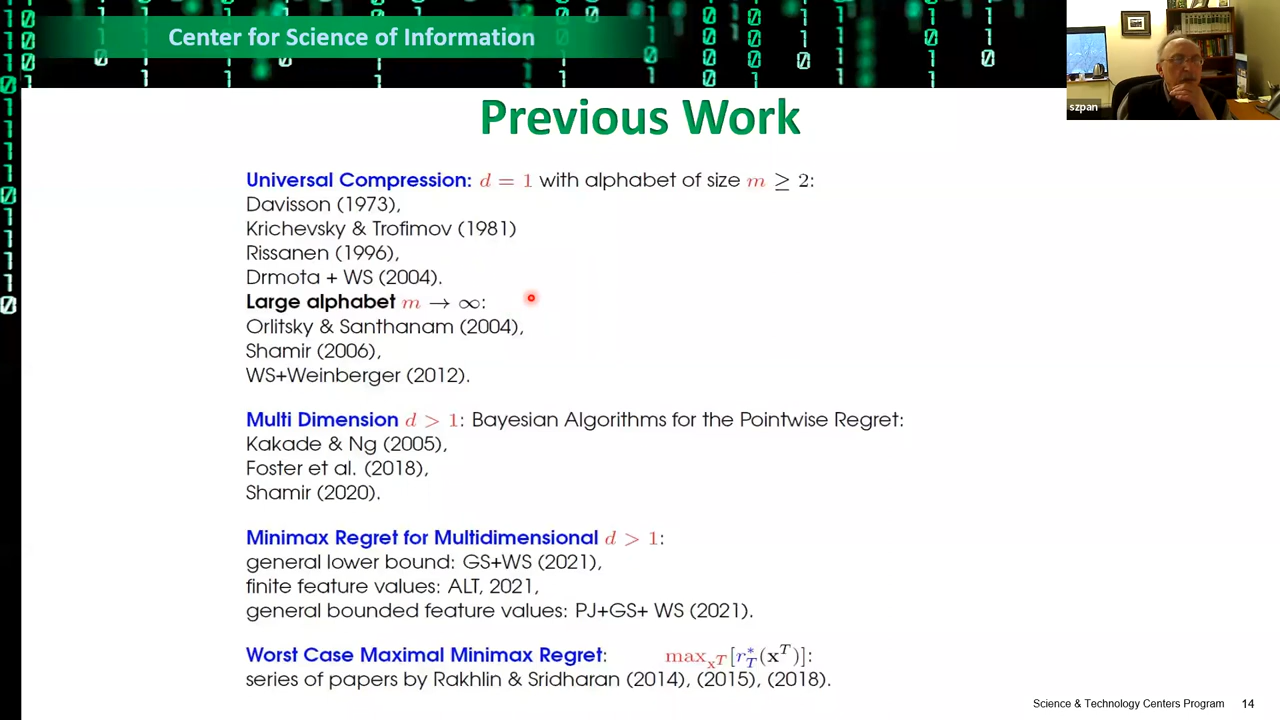 Center for Science of Information
szpan
Previous Work
Universal Compression: d = 1 with alphabet of size m ≥ 2:
Davisson (1973),
Krichevsky & Trofimov (1981)
Rissanen (1996),
Drmota + WS (2004).
Large alphabet m → ∞:
Orlitsky & Santhanam (2004),
Shamir (2006),
WS+Weinberger (2012).
Multi Dimension d > 1: Bayesian Algorithms for the Pointwise Regret:
Kakade & Ng (2005),
Foster et al. (2018),
Shamir (2020).
Minimax Regret for Multidimensional d > 1:
general lower bound: GS+WS (2021),
finite feature values: ALT, 2021,
general bounded feature values: PJ+GS+ WS (2021).
Worst Case Maximal Minimax Regret: max_{x^T}[r*_T(x^T)]:
series of papers by Rakhlin & Sridharan (2014), (2015), (2018).
Science & Technology Centers Program 14